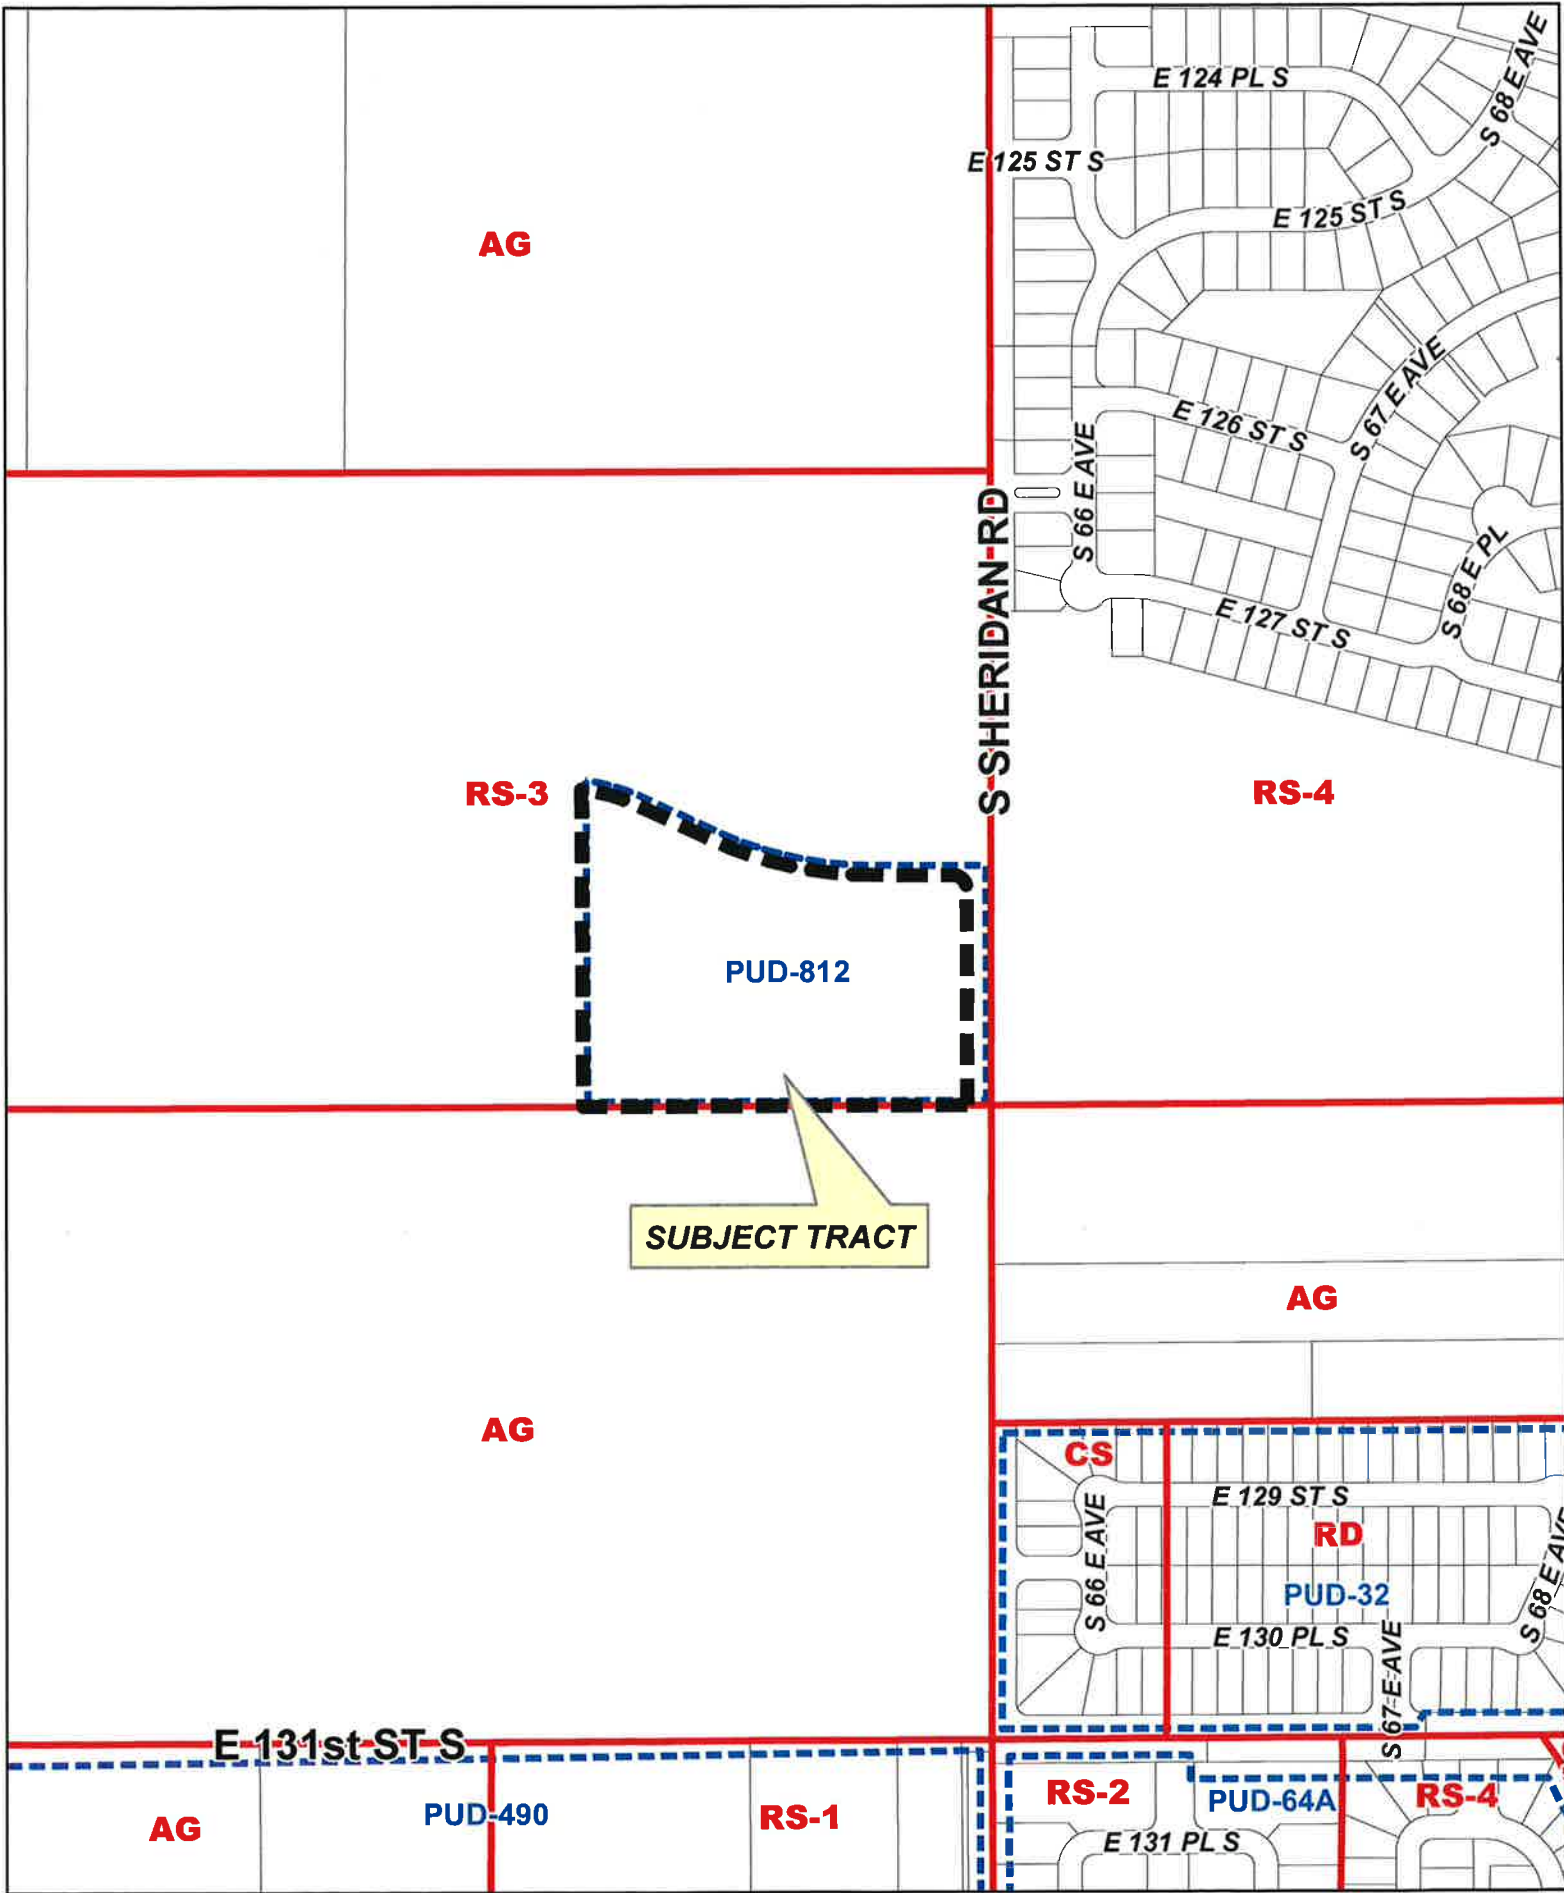 E 124 PL S
S 68 E AVE
E 125 ST S
E 125 ST S
AG
S 67 E AVE
E 126 ST S
S 66 E AVE
S SHERIDAN RD
S 68 E PL
E 127 ST S
RS-3
RS-4
PUD-812
SUBJECT TRACT
AG
AG
CS
E 129 ST S
S 66 E AVE
RD
S 68 E AVE
PUD-32
E 130 PL S
S 67 E AVE
E 131st ST S
RS-2
PUD-64A
RS-4
AG
PUD-490
RS-1
E 131 PL S